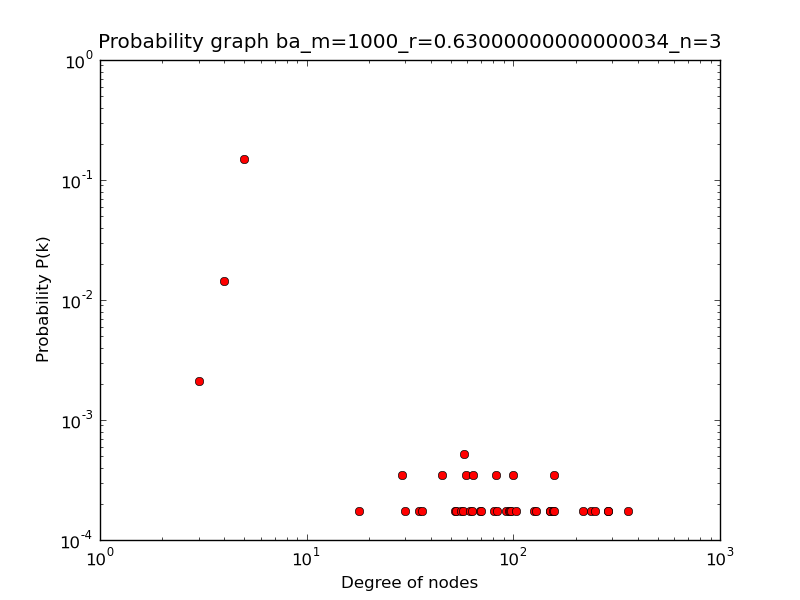 Probability graph ba_m=1000_r=0.63000000000000034_n=3
10^0
10^-1
10^-2
10^-3
10^-4
Probability P(k)
10^0 10^1 10^2 10^3
Degree of nodes